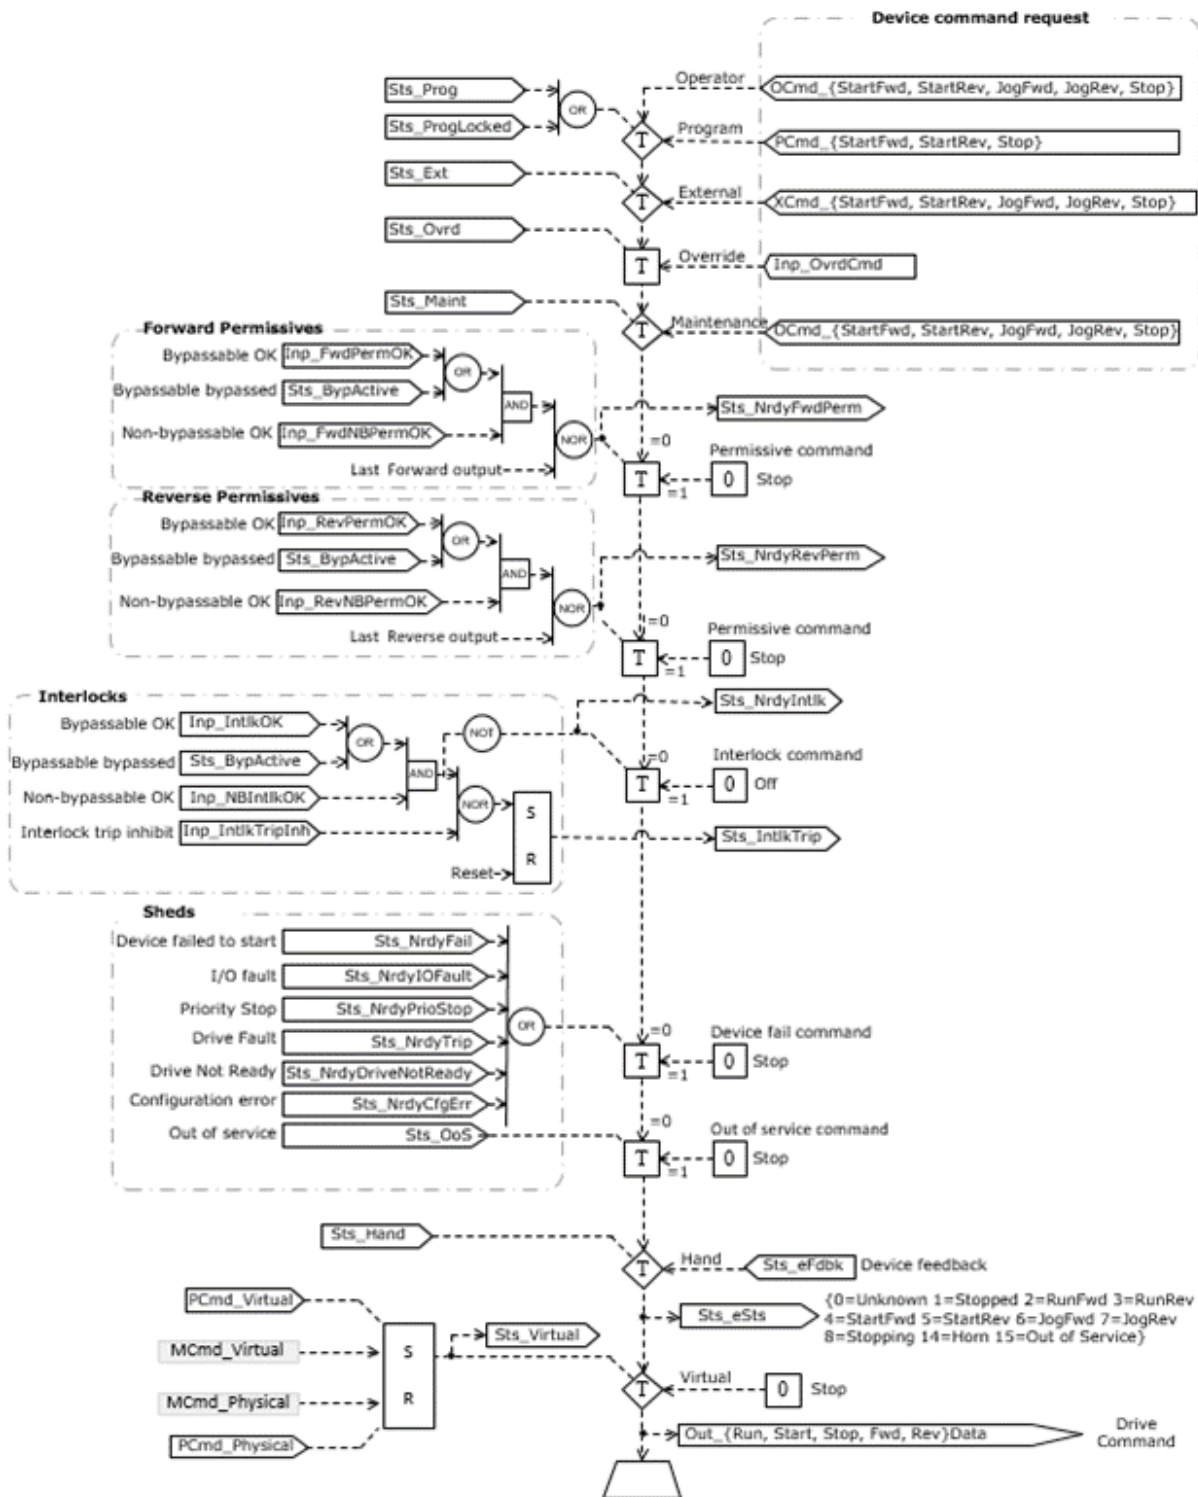 Device command request
Operator
OCmd_{StartFwd, StartRev, JogFwd, JogRev, Stop}
Sts_Prog
OR
Sts_ProgLocked
Program
T
PCmd_{StartFwd, StartRev, Stop}
Sts_Ext
External
T
XCmd_{StartFwd, StartRev, JogFwd, JogRev, Stop}
Sts_Ovrd
Override
T
Inp_OvrdCmd
Sts_Maint
Maintenance
T
OCmd_{StartFwd, StartRev, JogFwd, JogRev, Stop}
Forward Permissives
Bypassable OK
Inp_FwdPermOK
OR
Bypassable bypassed
Sts_BypActive
AND
Non-bypassable OK
Inp_FwdNBPermOK
NOR
Last Forward output
Sts_NrdyFwdPerm
=0
Permissive command
T
=1
0
Stop
Reverse Permissives
Bypassable OK
Inp_RevPermOK
OR
Bypassable bypassed
Sts_BypActive
AND
Non-bypassable OK
Inp_RevNBPermOK
NOR
Last Reverse output
Sts_NrdyRevPerm
=0
Permissive command
T
=1
0
Stop
Interlocks
Bypassable OK
Inp_IntlkOK
OR
NOT
Bypassable bypassed
Sts_BypActive
AND
Non-bypassable OK
Inp_NBIntlkOK
NOR
Interlock trip inhibit
Inp_IntlkTripInh
S
R
Reset
Sts_NrdyIntlk
=0
Interlock command
T
=1
0
Off
Sts_IntlkTrip
Sheds
Device failed to start
Sts_NrdyFail
I/O fault
Sts_NrdyIOFault
Priority Stop
Sts_NrdyPrioStop
OR
Drive Fault
Sts_NrdyTrip
Drive Not Ready
Sts_NrdyDriveNotReady
Configuration error
Sts_NrdyCfgErr
Out of service
Sts_OoS
=0
Device fail command
T
=1
0
Stop
=0
Out of service command
T
=1
0
Stop
Sts_Hand
Hand
T
Sts_eFdbk
Device feedback
Sts_eSts
{0=Unknown 1=Stopped 2=RunFwd 3=RunRev
4=StartFwd 5=StartRev 6=JogFwd 7=JogRev
8=Stopping 14=Horn 15=Out of Service}
PCmd_Virtual
MCmd_Virtual
MCmd_Physical
PCmd_Physical
S
R
Sts_Virtual
Virtual
T
0
Stop
Out_{Run, Start, Stop, Fwd, Rev}Data
Drive
Command